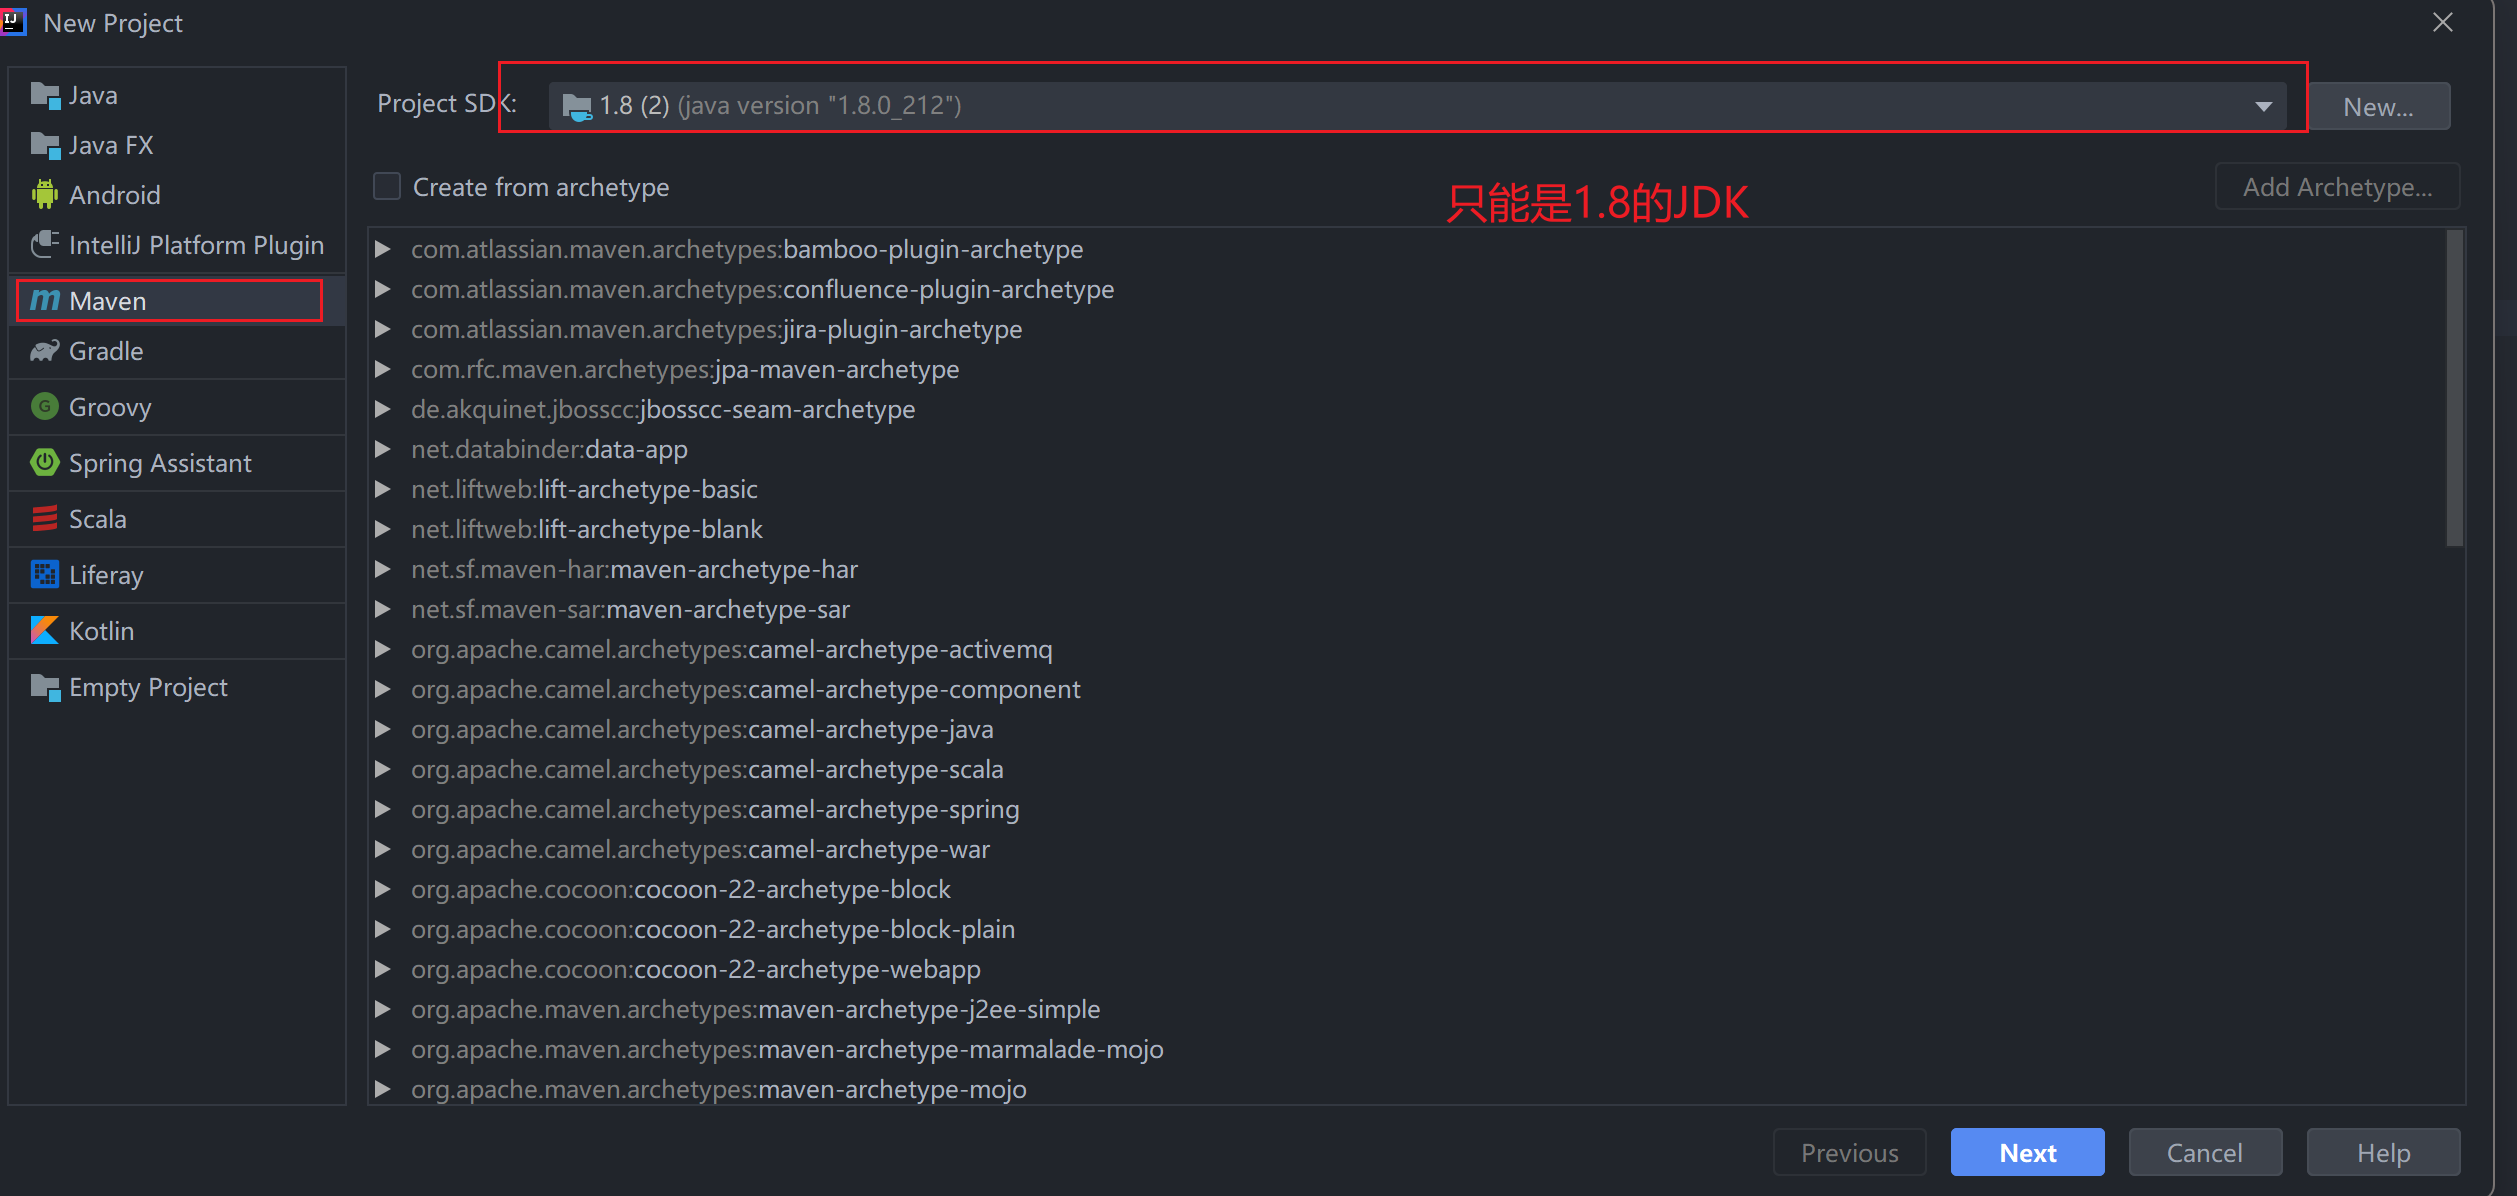 New Project
Java
Java FX
Android
IntelliJ Platform Plugin
Maven
Gradle
Groovy
Spring Assistant
Scala
Liferay
Kotlin
Empty Project
Project SDK:
1.8 (2) (java version "1.8.0_212")
New...
Create from archetype
只能是1.8的JDK
Add Archetype...
com.atlassian.maven.archetypes:bamboo-plugin-archetype
com.atlassian.maven.archetypes:confluence-plugin-archetype
com.atlassian.maven.archetypes:jira-plugin-archetype
com.rfc.maven.archetypes:jpa-maven-archetype
de.akquinet.jbosscc:jbosscc-seam-archetype
net.databinder:data-app
net.liftweb:lift-archetype-basic
net.liftweb:lift-archetype-blank
net.sf.maven-har:maven-archetype-har
net.sf.maven-sar:maven-archetype-sar
org.apache.camel.archetypes:camel-archetype-activemq
org.apache.camel.archetypes:camel-archetype-component
org.apache.camel.archetypes:camel-archetype-java
org.apache.camel.archetypes:camel-archetype-scala
org.apache.camel.archetypes:camel-archetype-spring
org.apache.camel.archetypes:camel-archetype-war
org.apache.cocoon:cocoon-22-archetype-block
org.apache.cocoon:cocoon-22-archetype-block-plain
org.apache.cocoon:cocoon-22-archetype-webapp
org.apache.maven.archetypes:maven-archetype-j2ee-simple
org.apache.maven.archetypes:maven-archetype-marmalade-mojo
org.apache.maven.archetypes:maven-archetype-mojo
Previous
Next
Cancel
Help